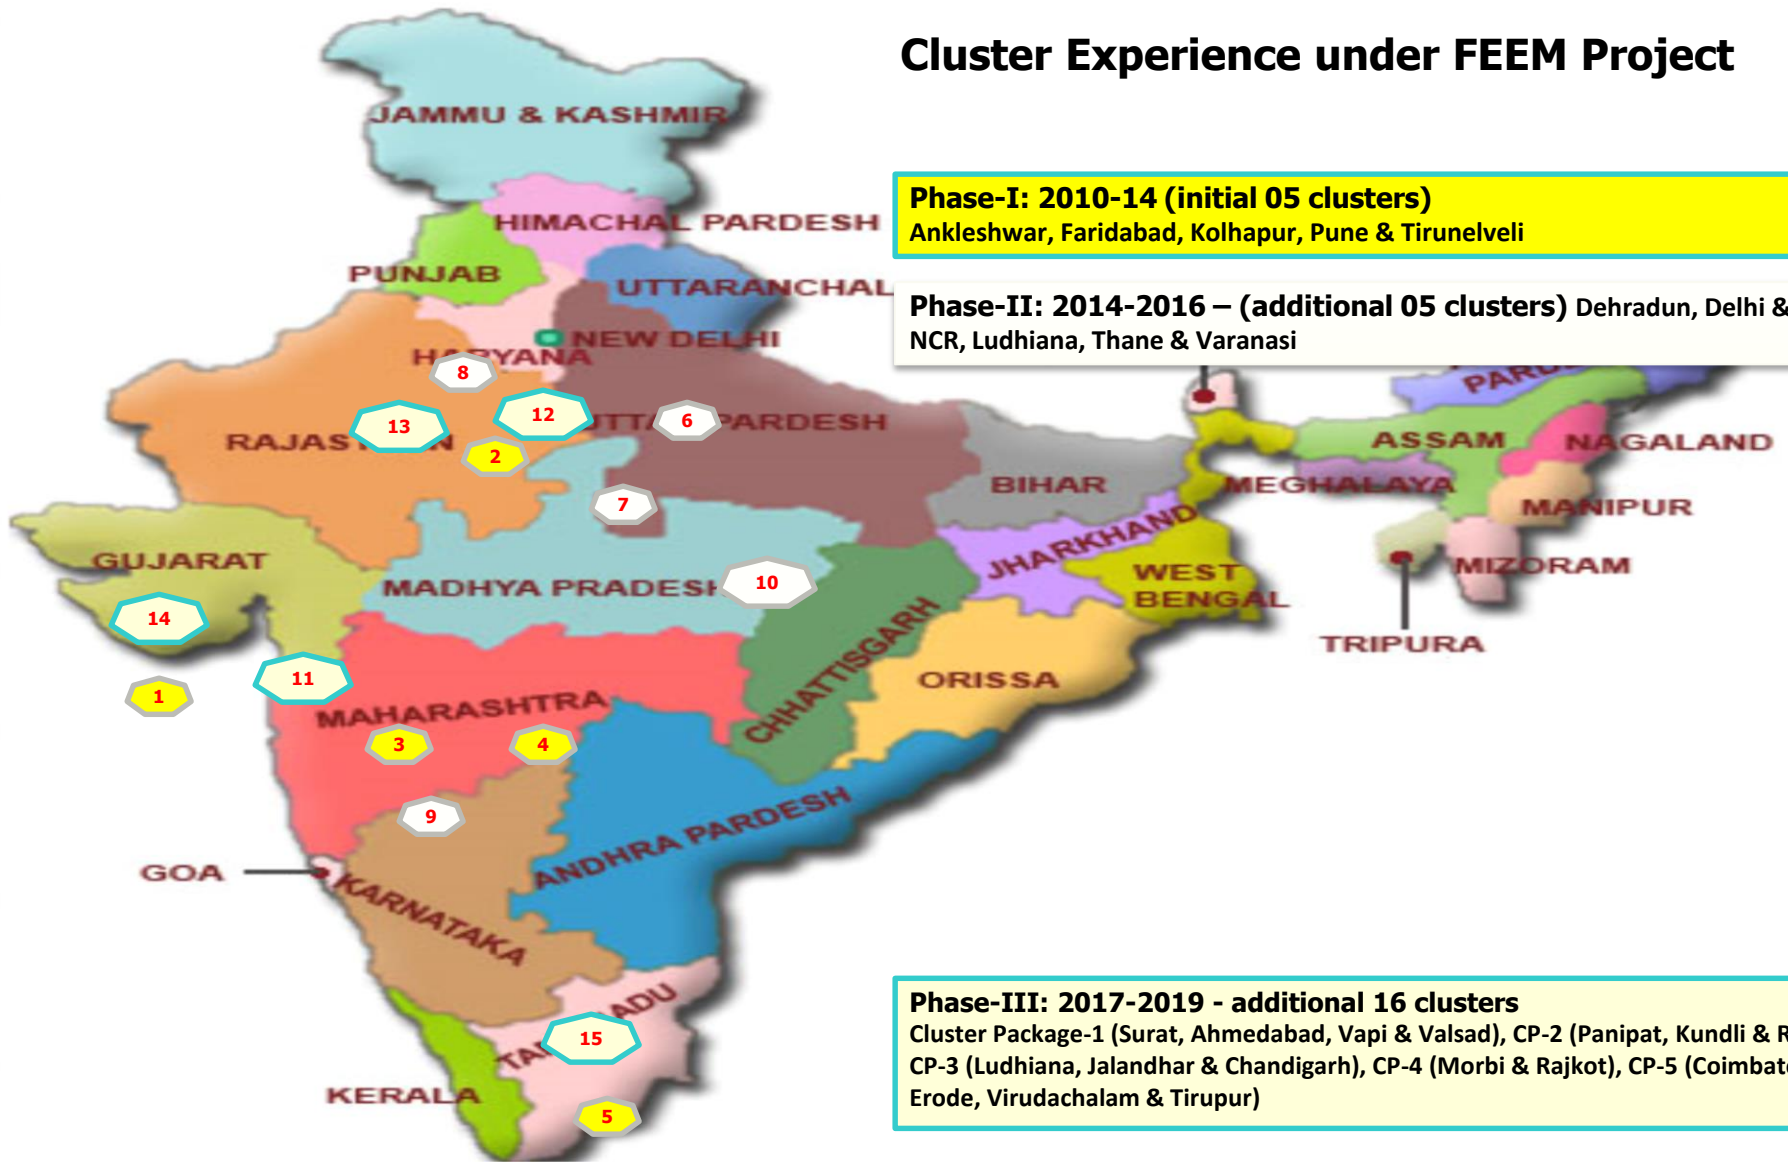 Cluster Experience under FEEM Project
JAMMU & KASHMIR
Phase-I: 2010-14 (initial 05 clusters)
Ankleshwar, Faridabad, Kolhapur, Pune & Tirunelveli
HIMACHAL PARDESH
PUNJAB
UTTARANCHAL
Phase-II: 2014-2016 – (additional 05 clusters) Dehradun, Delhi &
NCR, Ludhiana, Thane & Varanasi
NEW DELHI
HARYANA
8
12
13
6
PARDESH
2
ASSAM
NAGALAND
BIHAR
MEGHALAYA
7
MANIPUR
GUJARAT
JHARKHAND
MIZORAM
MADHYA PRADESH
10
WEST
BENGAL
14
CHHATTISGARH
TRIPURA
11
ORISSA
1
MAHARASHTRA
3
4
9
ANDHRA PARDESH
GOA
KARNATAKA
15
KERALA
5
Phase-III: 2017-2019 - additional 16 clusters
Cluster Package-1 (Surat, Ahmedabad, Vapi & Valsad), CP-2 (Panipat, Kundli &
CP-3 (Ludhiana, Jalandhar & Chandigarh), CP-4 (Morbi & Rajkot), CP-5
Erode, Virudachalam & Tirupur)